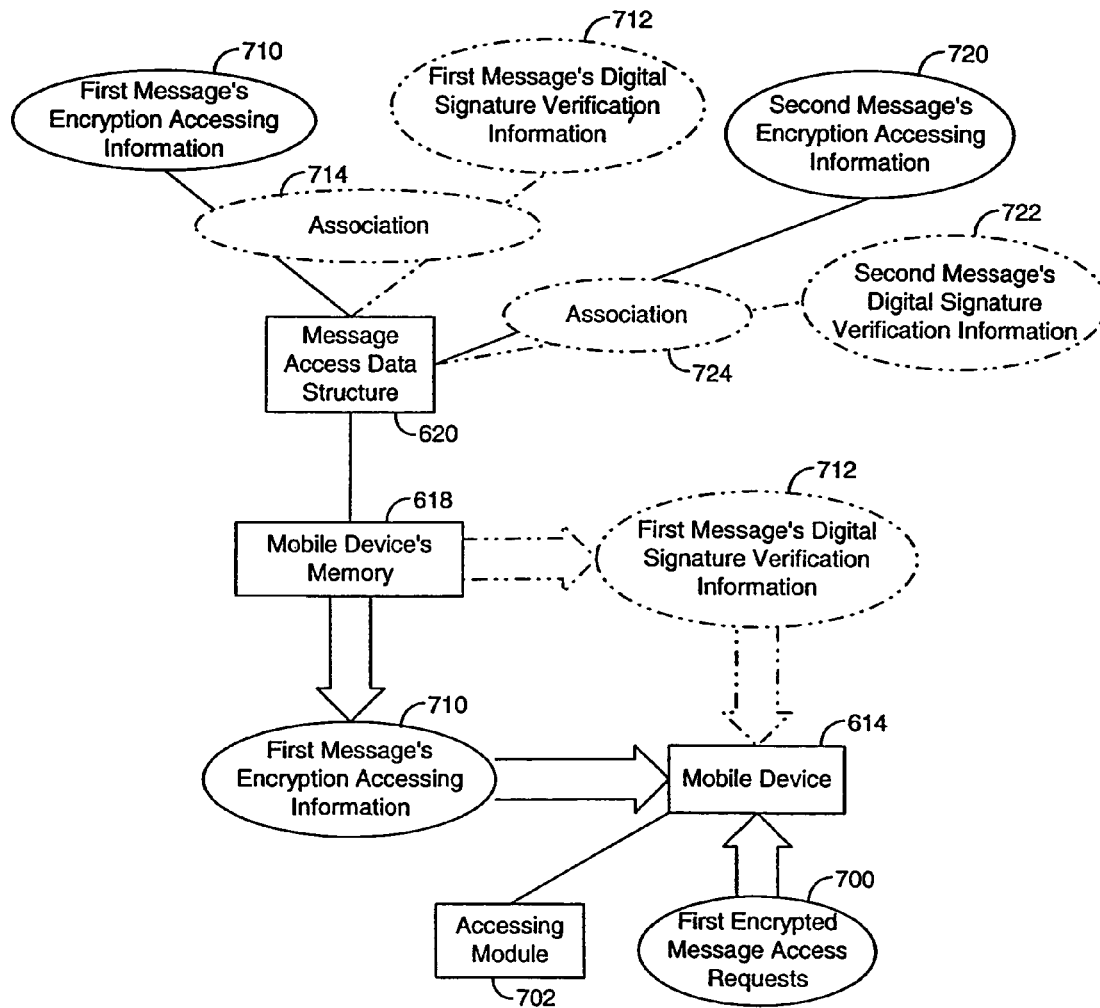 710
First Message's
Encryption Accessing
Information
712
First Message's Digital
Signature Verification
Information
720
Second Message's
Encryption Accessing
Information
714
Association
722
Second Message's
Digital Signature
Verification Information
Association
724
Message
Access Data
Structure
620
618
Mobile Device's
Memory
712
First Message's Digital
Signature Verification
Information
710
First Message's
Encryption Accessing
Information
614
Mobile Device
Accessing
Module
702
700
First Encrypted
Message Access
Requests